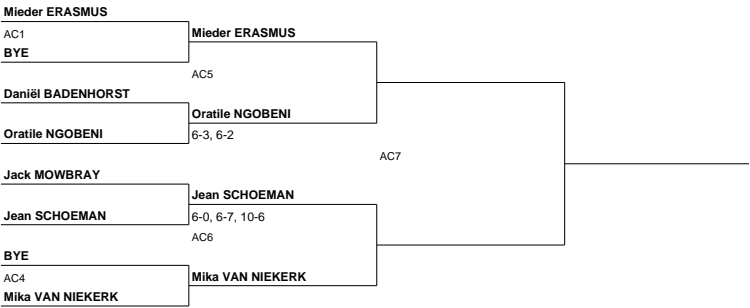 Mieder ERASMUS
AC1
Mieder ERASMUS
BYE
AC5
Daniël BADENHORST
Oratile NGOBENI
Oratile NGOBENI
6-3, 6-2
AC7
Jack MOWBRAY
Jean SCHOEMAN
Jean SCHOEMAN
6-0, 6-7, 10-6
AC6
BYE
AC4
Mika VAN NIEKERK
Mika VAN NIEKERK